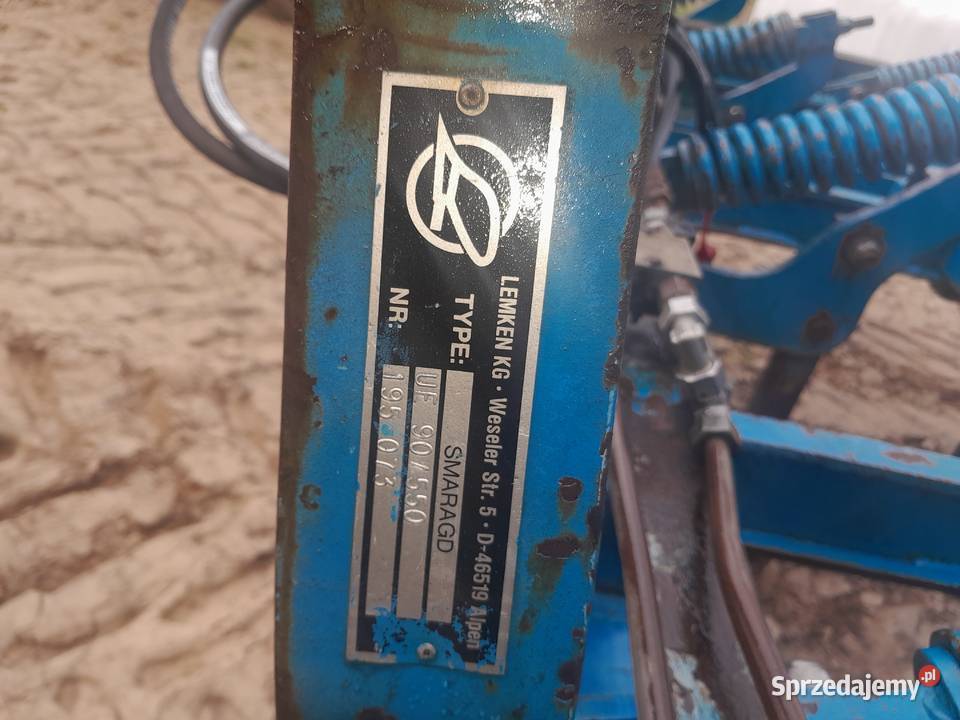 LEMKEN KG · Weseler Str. 5 · D-46519 Alpen
TYPE: SMARAGD
UF 90/550
NR: 195 073
Sprzedajemy.pl